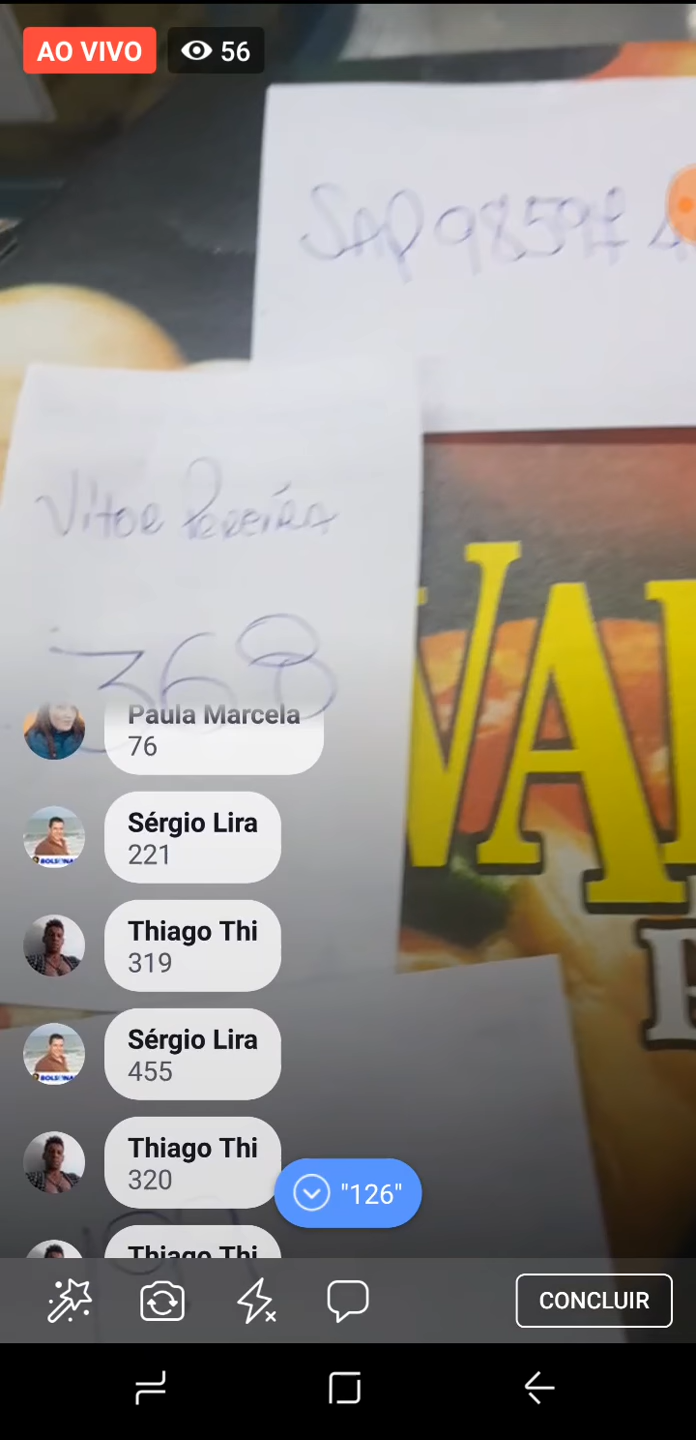 AO VIVO 56
Vitor Pereira
368
Paula Marcela
76
Sérgio Lira
221
Thiago Thi
319
Sérgio Lira
455
Thiago Thi
320
"126"
Thiago Thi
CONCLUIR